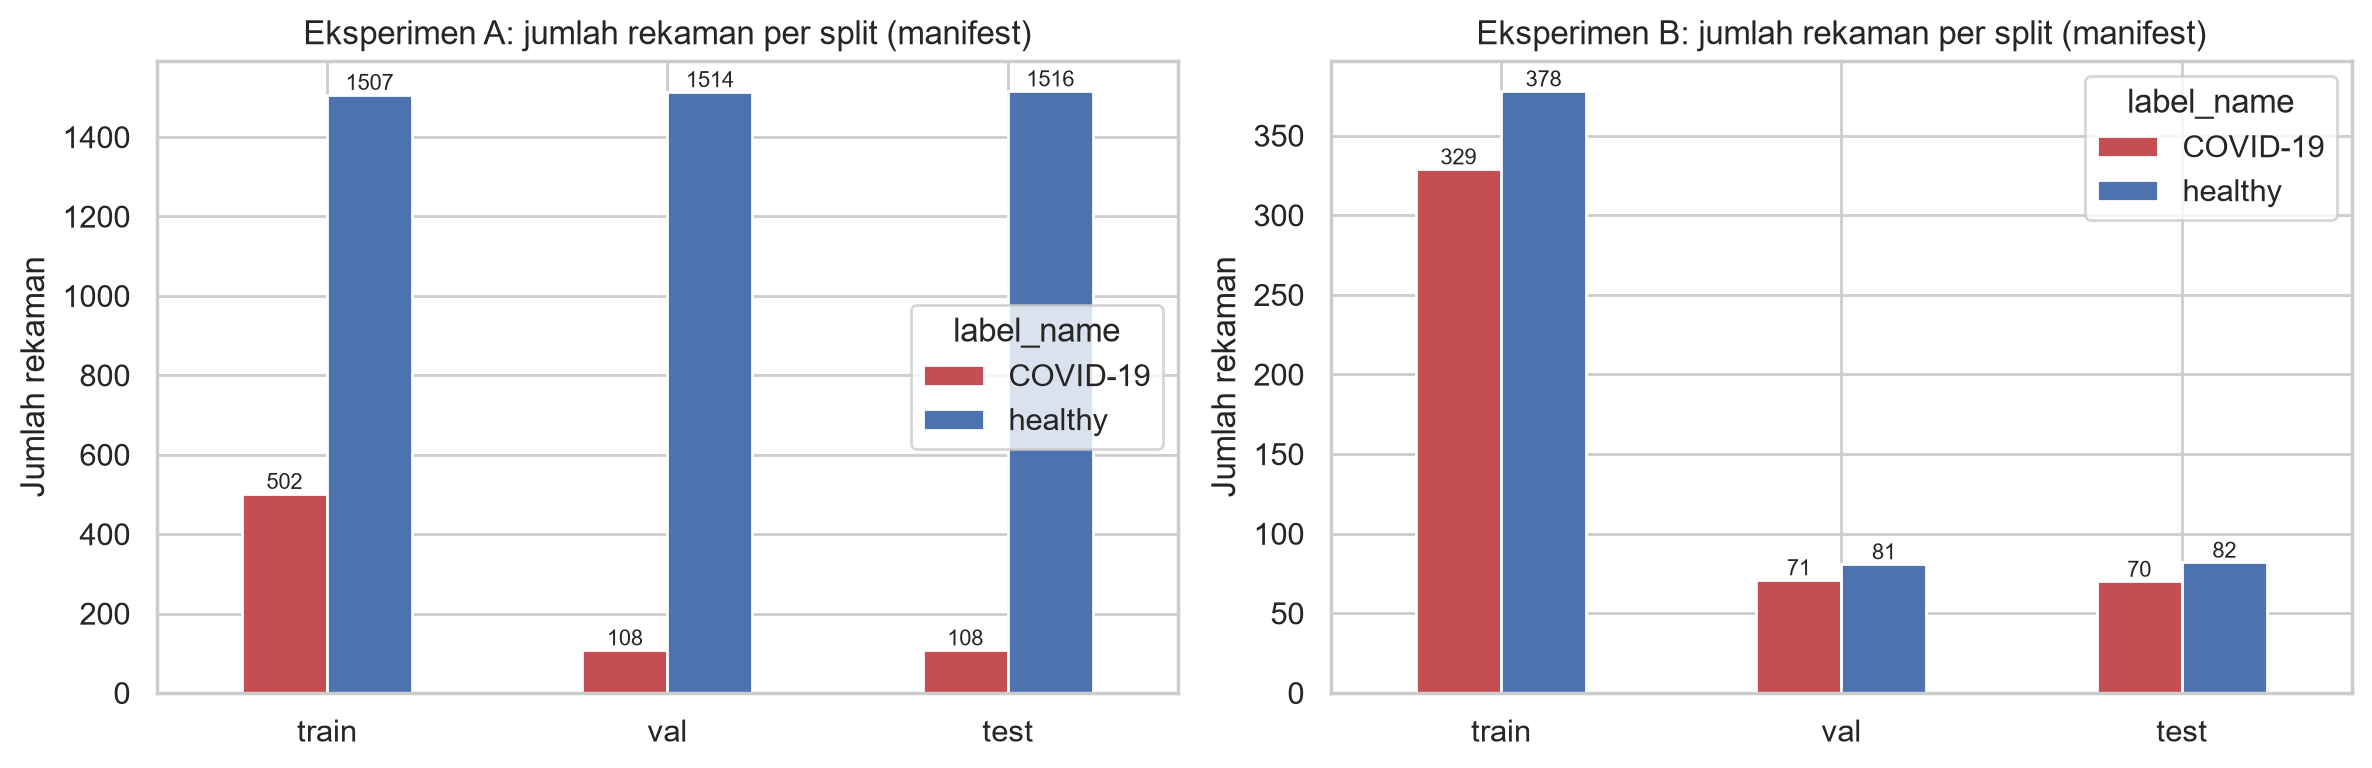 Eksperimen A: jumlah rekaman per split (manifest)
Jumlah rekaman
1400
1200
1000
800
600
400
200
0
1507
1514
1516
502
108
108
label_name
COVID-19
healthy
train
val
test
Eksperimen B: jumlah rekaman per split (manifest)
Jumlah rekaman
350
300
250
200
150
100
50
0
378
329
71
81
70
82
label_name
COVID-19
healthy
train
val
test